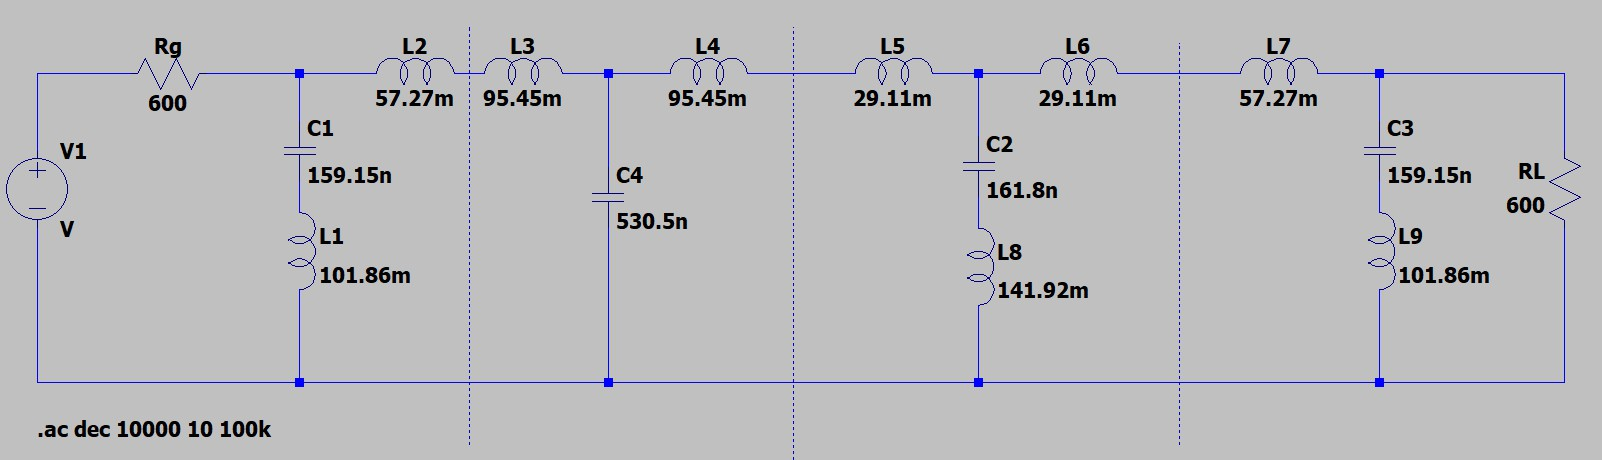 Rg
600
V1
V
L2
57.27m
C1
159.15n
L1
101.86m
L3
95.45m
L4
95.45m
C4
530.5n
L5
29.11m
L6
29.11m
C2
161.8n
L8
141.92m
L7
57.27m
C3
159.15n
L9
101.86m
RL
600
.ac dec 10000 10 100k